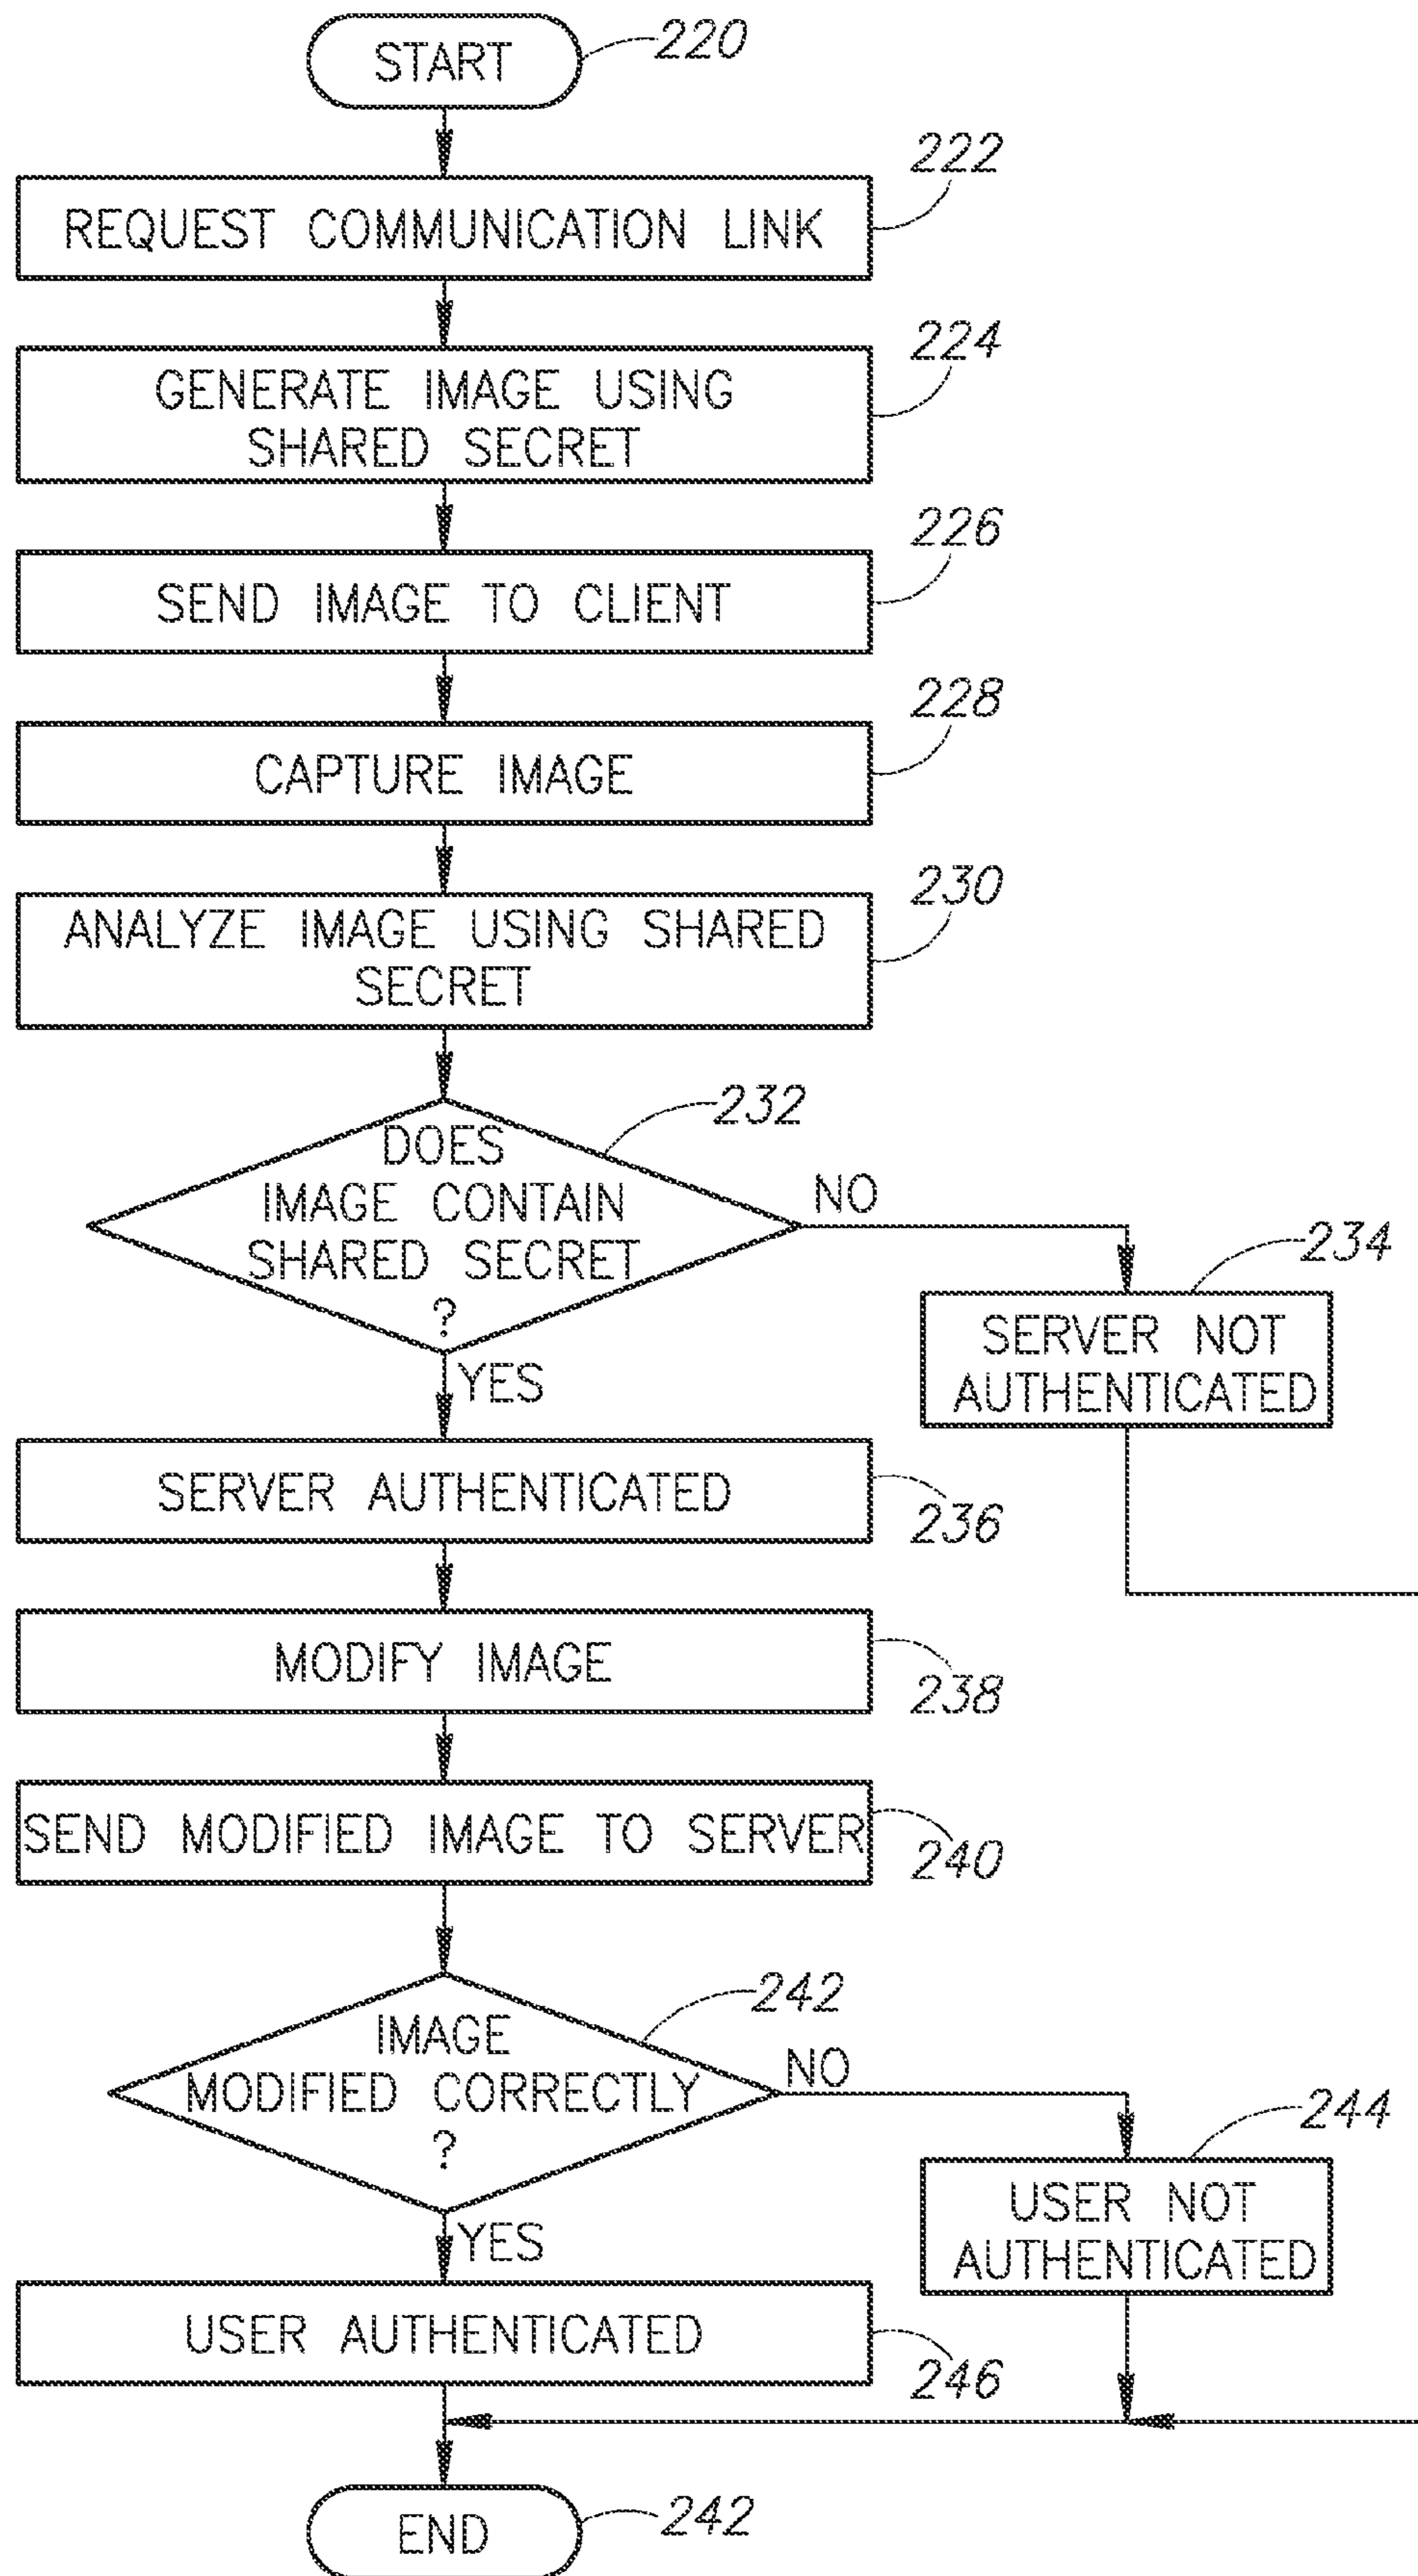 START
220
222
REQUEST COMMUNICATION LINK
224
GENERATE IMAGE USING
SHARED SECRET
226
SEND IMAGE TO CLIENT
228
CAPTURE IMAGE
230
ANALYZE IMAGE USING SHARED
SECRET
232
DOES
IMAGE CONTAIN
SHARED SECRET
?
NO
234
SERVER NOT
AUTHENTICATED
YES
SERVER AUTHENTICATED
236
MODIFY IMAGE
238
SEND MODIFIED IMAGE TO SERVER
240
242
IMAGE
MODIFIED CORRECTLY
?
NO
244
USER NOT
AUTHENTICATED
YES
USER AUTHENTICATED
246
END
242